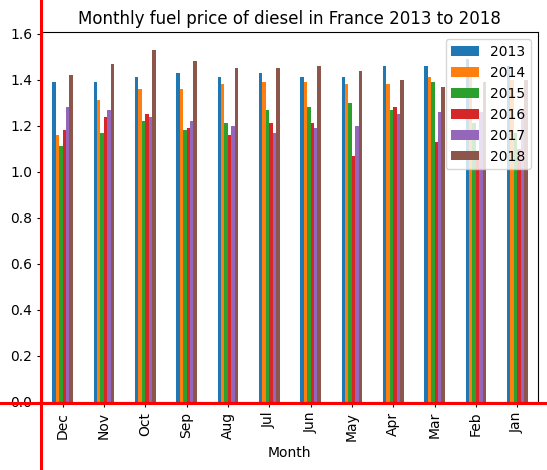 Monthly fuel price of diesel in France 2013 to 2018
1.6
1.4
1.2
1.0
0.8
0.6
0.4
0.2
0.0
2013
2014
2015
2016
2017
2018
Dec
Nov
Oct
Sep
Aug
Jul
Jun
May
Apr
Mar
Feb
Jan
Month